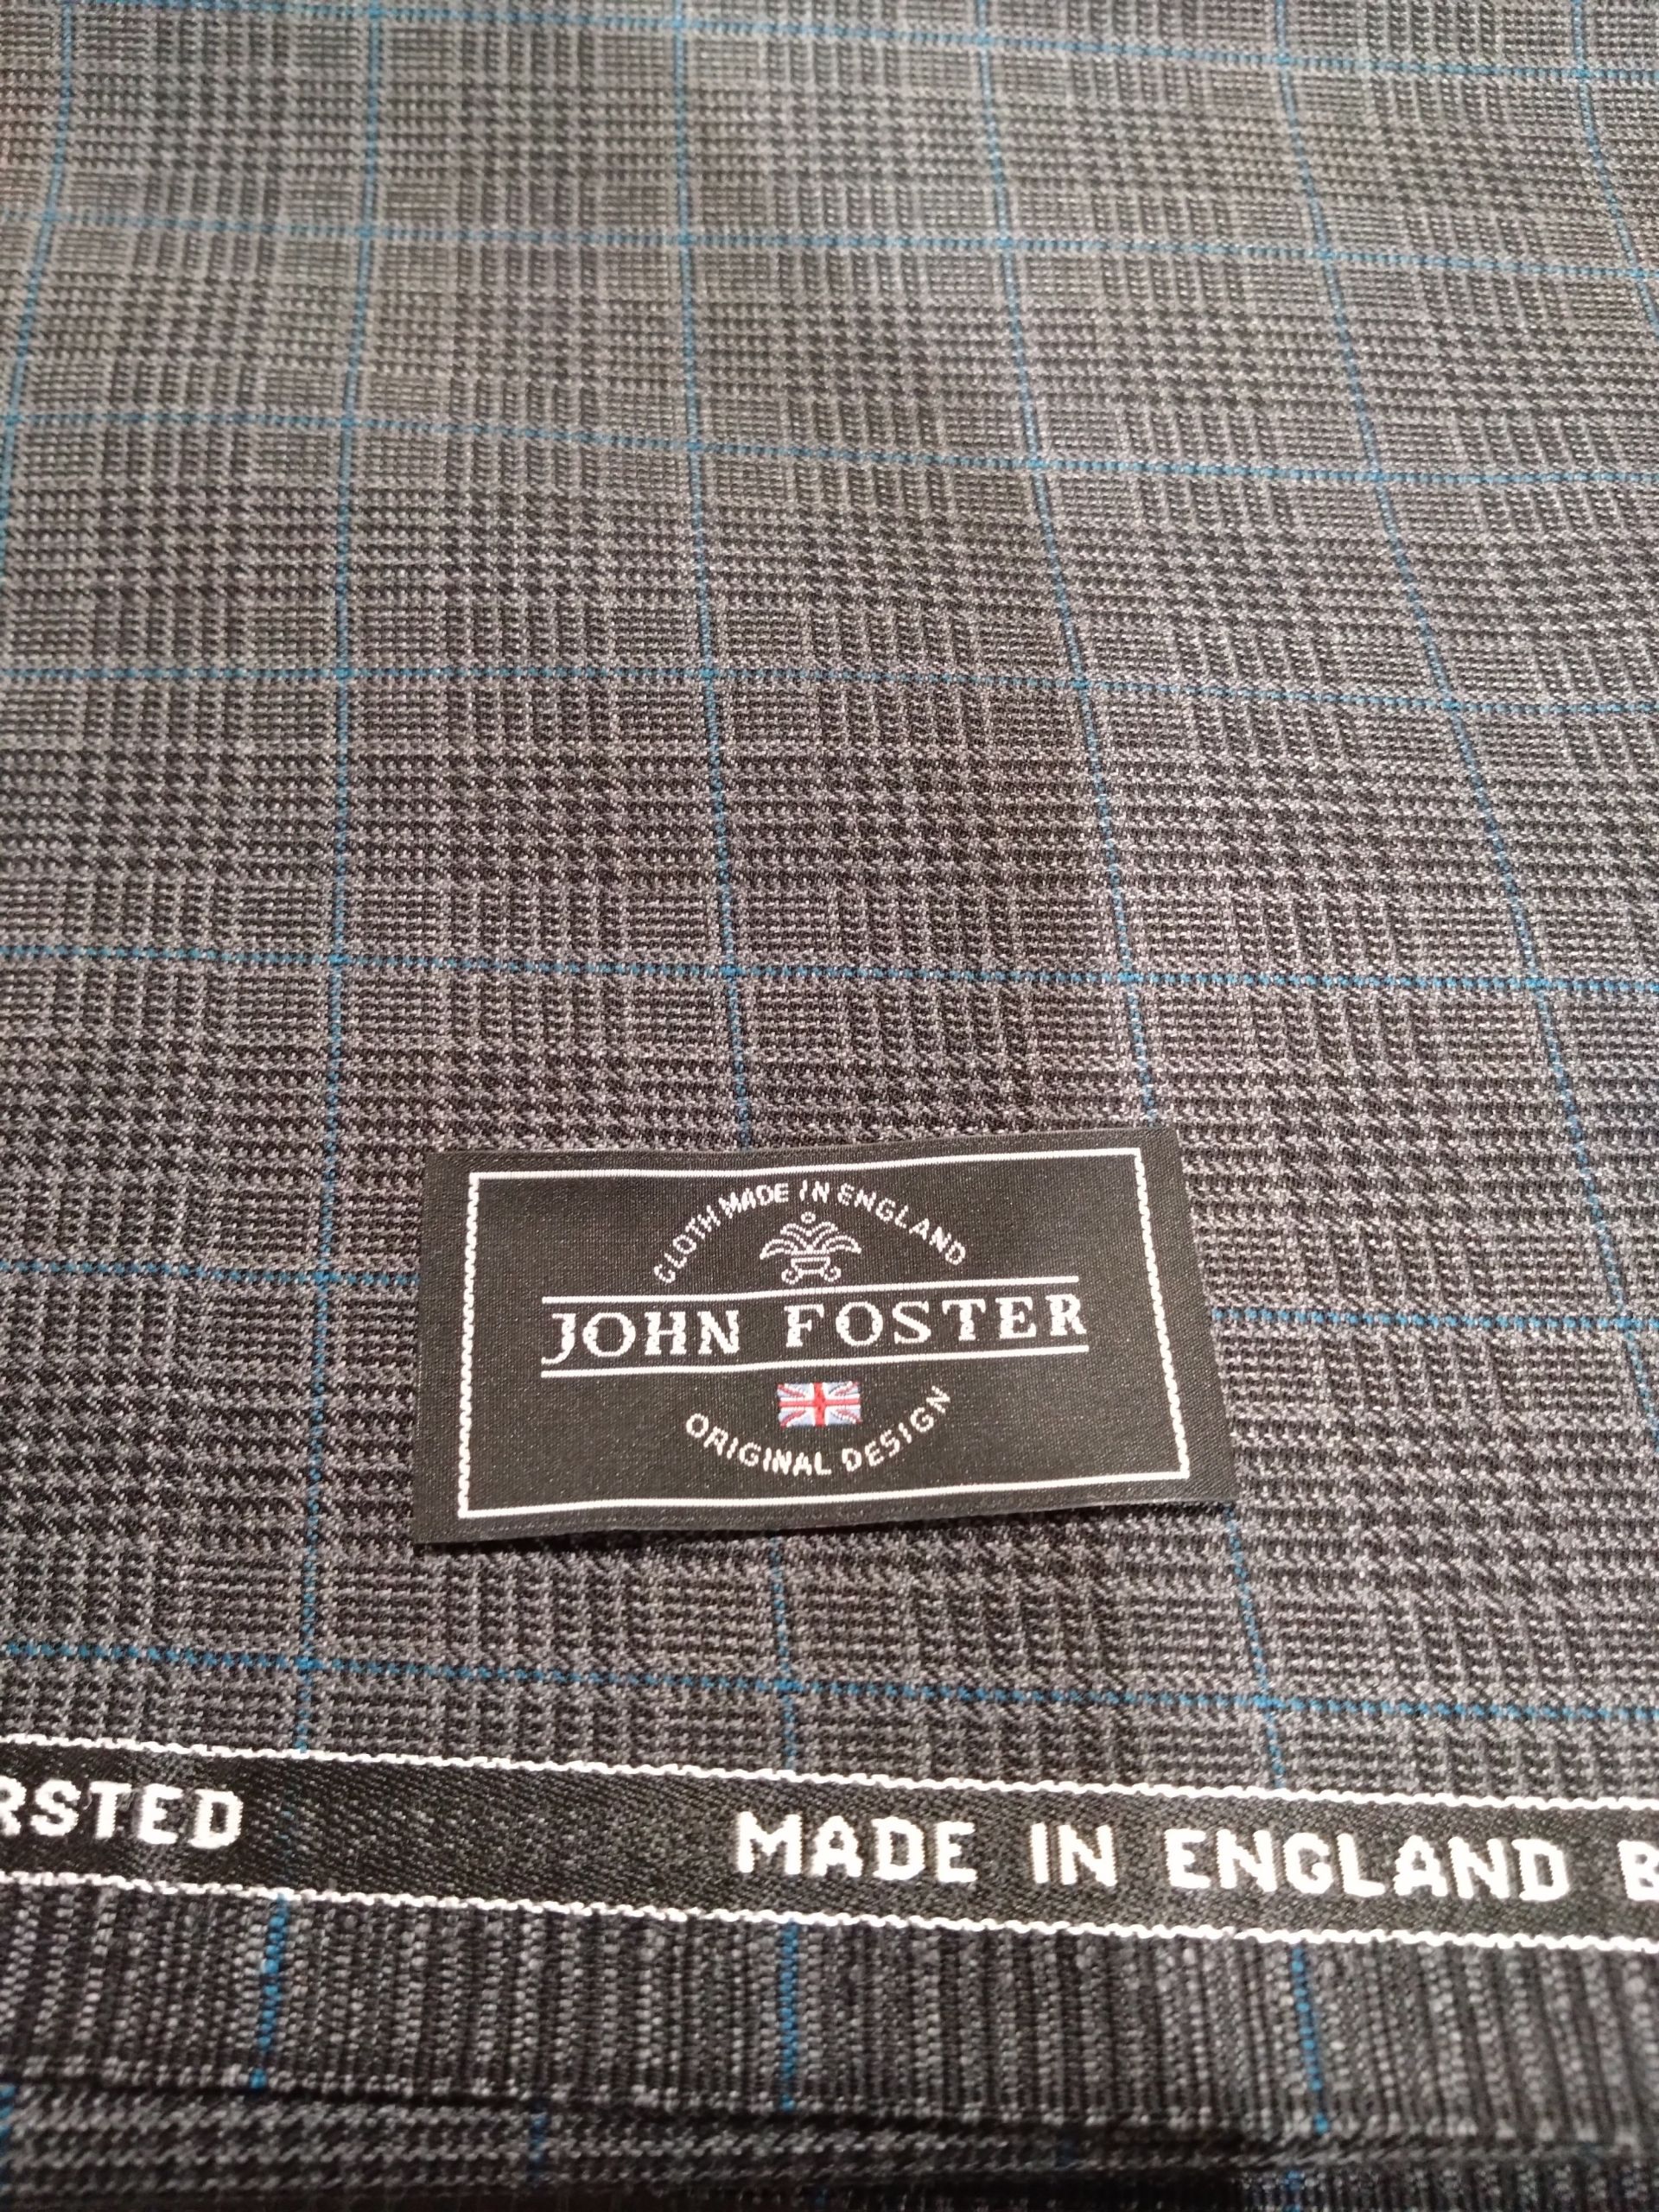 CLOTH MADE IN ENGLAND
JOHN FOSTER
ORIGINAL DESIGN
RSTED MADE IN ENGLAND B